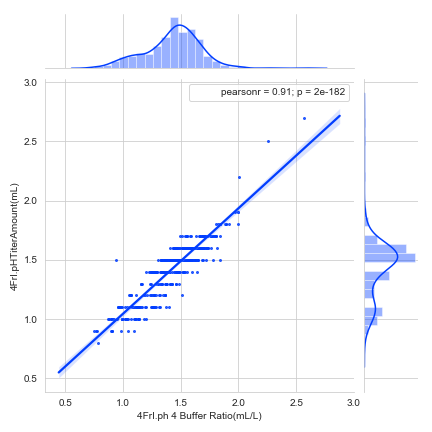 pearsonr = 0.91; p = 2e-182
3.0
2.5
2.0
1.5
1.0
0.5
4Frl.pHTiterAmount(mL)
0.5 1.0 1.5 2.0 2.5 3.0
4Frl.ph 4 Buffer Ratio(mL/L)